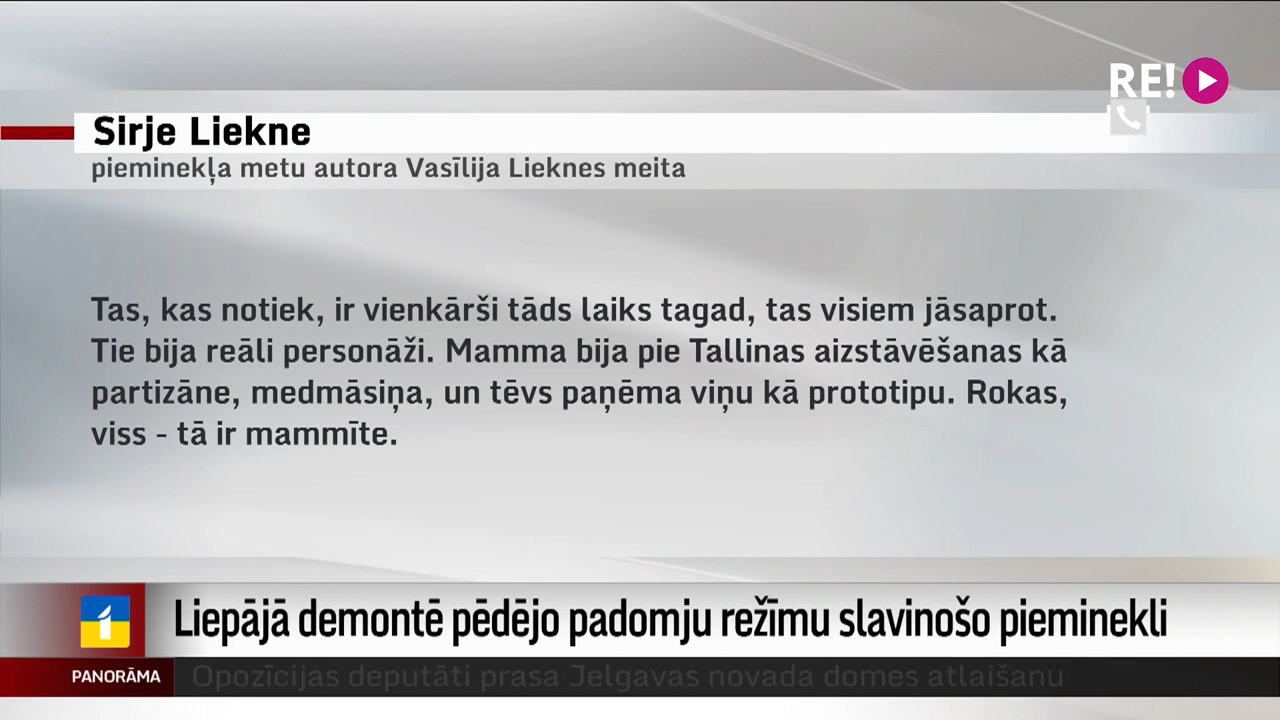 RE!
Sirje Liekne
pieminekļa metu autora Vasīlija Lieknes meita
Tas, kas notiek, ir vienkārši tāds laiks tagad, tas visiem jāsaprot.
Tie bija reāli personāži. Mamma bija pie Tallinas aizstāvēšanas kā
partizāne, medmāsiņa, un tēvs paņēma viņu kā prototipu. Rokas,
viss - tā ir mammīte.
1
Liepājā demontē pēdējo padomju režīmu slavinošo pieminekli
PANORĀMA
Opozīcijas deputāti prasa Jelgavas novada domes atlaišanu